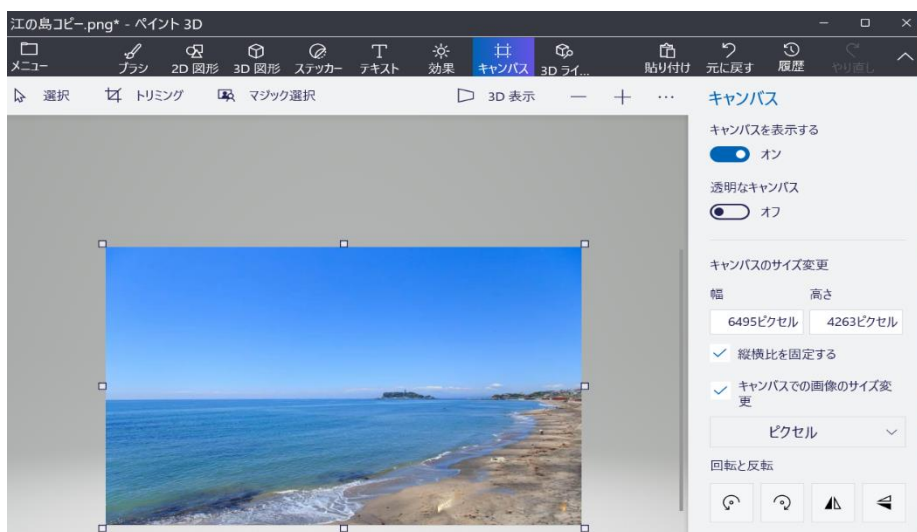 江の島コピー.png* - ペイント 3D
メニュー
ブラシ
2D 図形
3D 図形
ステッカー
テキスト
効果
キャンバス
3D ライ...
貼り付け
元に戻す
履歴
やり直し
選択
トリミング
マジック選択
3D 表示
キャンバス
キャンバスを表示する
オン
透明なキャンバス
オフ
キャンバスのサイズ変更
幅 高さ
6495ピクセル 4263ピクセル
縦横比を固定する
キャンバスでの画像のサイズ変
更
ピクセル
回転と反転